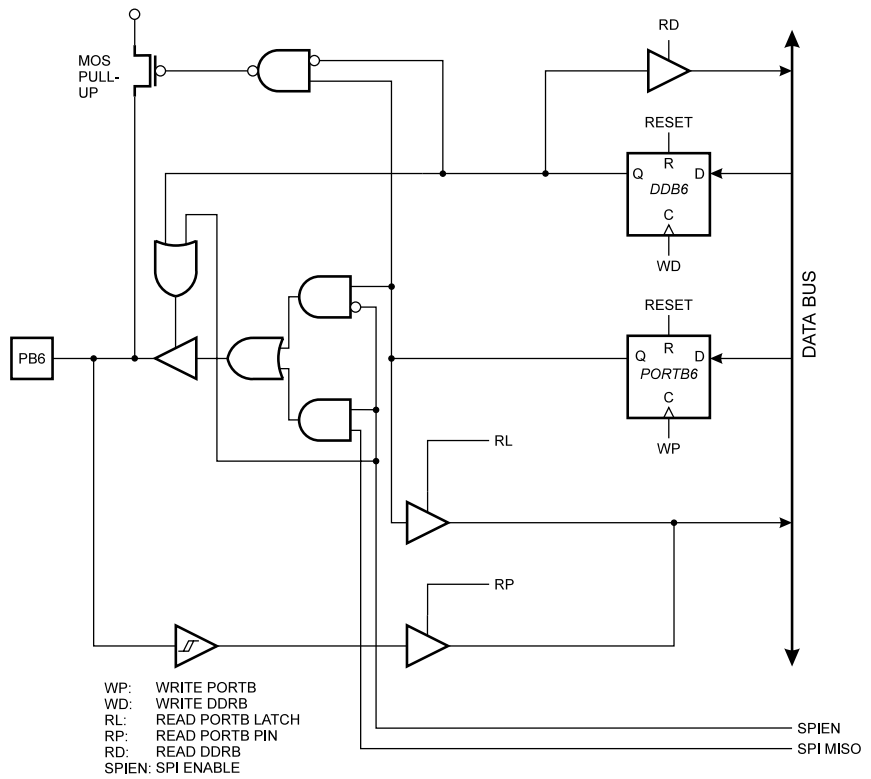 RD
MOS
PULL-
UP
RESET
R
Q
D
DDB6
C
WD
RESET
R
Q
D
PORTB6
C
WP
DATA BUS
PB6
RL
RP
WP: WRITE PORTB
WD: WRITE DDRB
RL: READ PORTB LATCH
RP: READ PORTB PIN
RD: READ DDRB
SPIEN: SPI ENABLE
SPIEN
SPI MISO